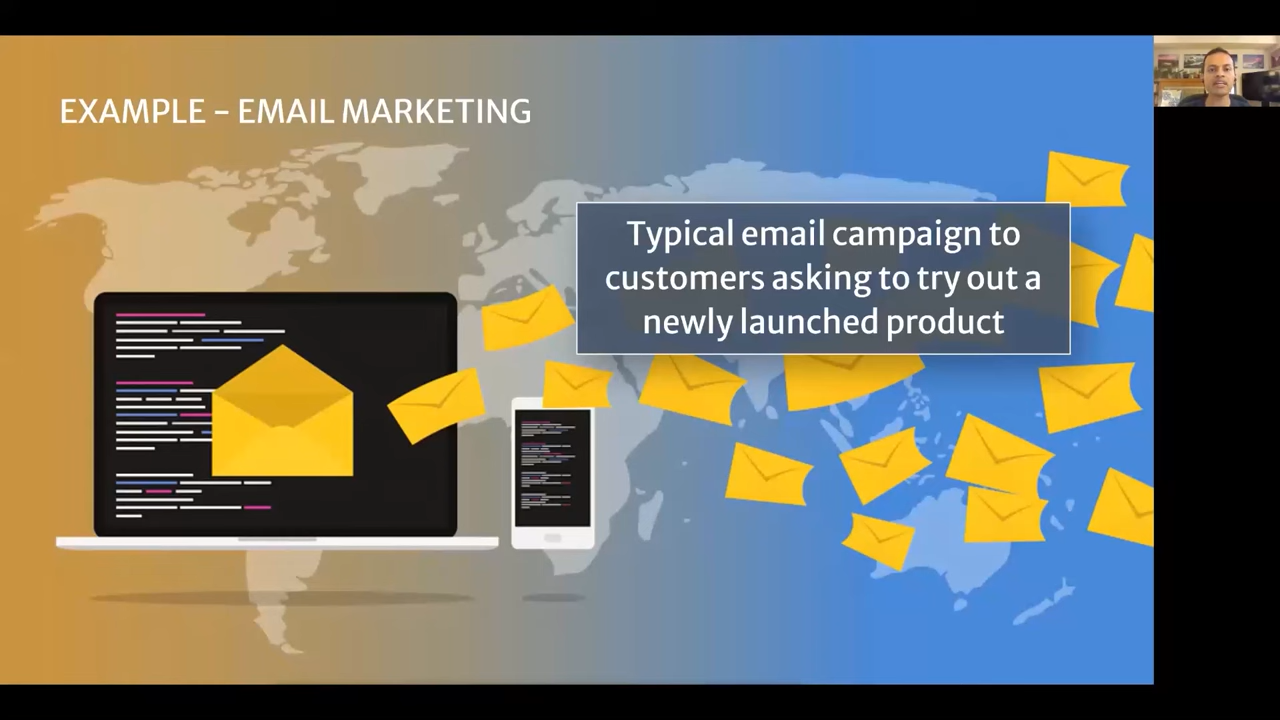 EXAMPLE – EMAIL MARKETING
Typical email campaign to
customers asking to try out a
newly launched product